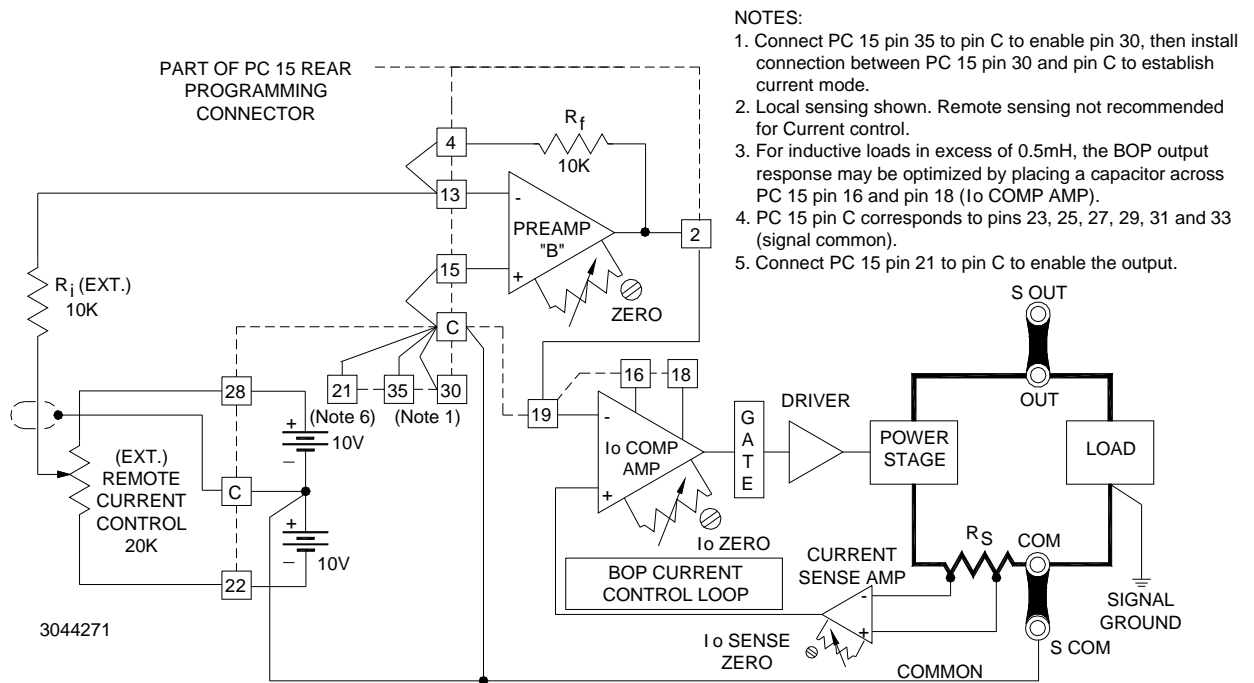 NOTES:
1. Connect PC 15 pin 35 to pin C to enable pin 30, then install
connection between PC 15 pin 30 and pin C to establish
current mode.
2. Local sensing shown. Remote sensing not recommended
for Current control.
3. For inductive loads in excess of 0.5mH, the BOP output
response may be optimized by placing a capacitor across
PC 15 pin 16 and pin 18 (Io COMP AMP).
4. PC 15 pin C corresponds to pins 23, 25, 27, 29, 31 and 33
(signal common).
5. Connect PC 15 pin 21 to pin C to enable the output.
PART OF PC 15 REAR
PROGRAMMING
CONNECTOR
4
Rf
10K
13
-
PREAMP
"B"
2
15
+
ZERO
Ri (EXT.)
10K
C
21
35
30
(Note 6)
(Note 1)
28
+
10V
–
(EXT.)
REMOTE
CURRENT
CONTROL
20K
C
+
10V
–
22
19
16
18
-
Io COMP
AMP
+
Io ZERO
GATE
DRIVER
POWER
STAGE
S OUT
OUT
LOAD
RS
COM
S COM
SIGNAL
GROUND
BOP CURRENT
CONTROL LOOP
CURRENT
SENSE AMP
-
+
Io SENSE
ZERO
COMMON
3044271